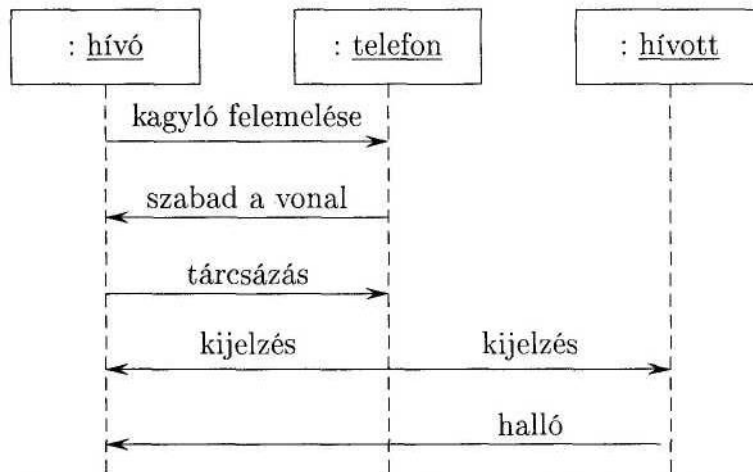 : hívó
: telefon
: hívott
kagyló felemelése
szabad a vonal
tárcsázás
kijelzés
kijelzés
halló